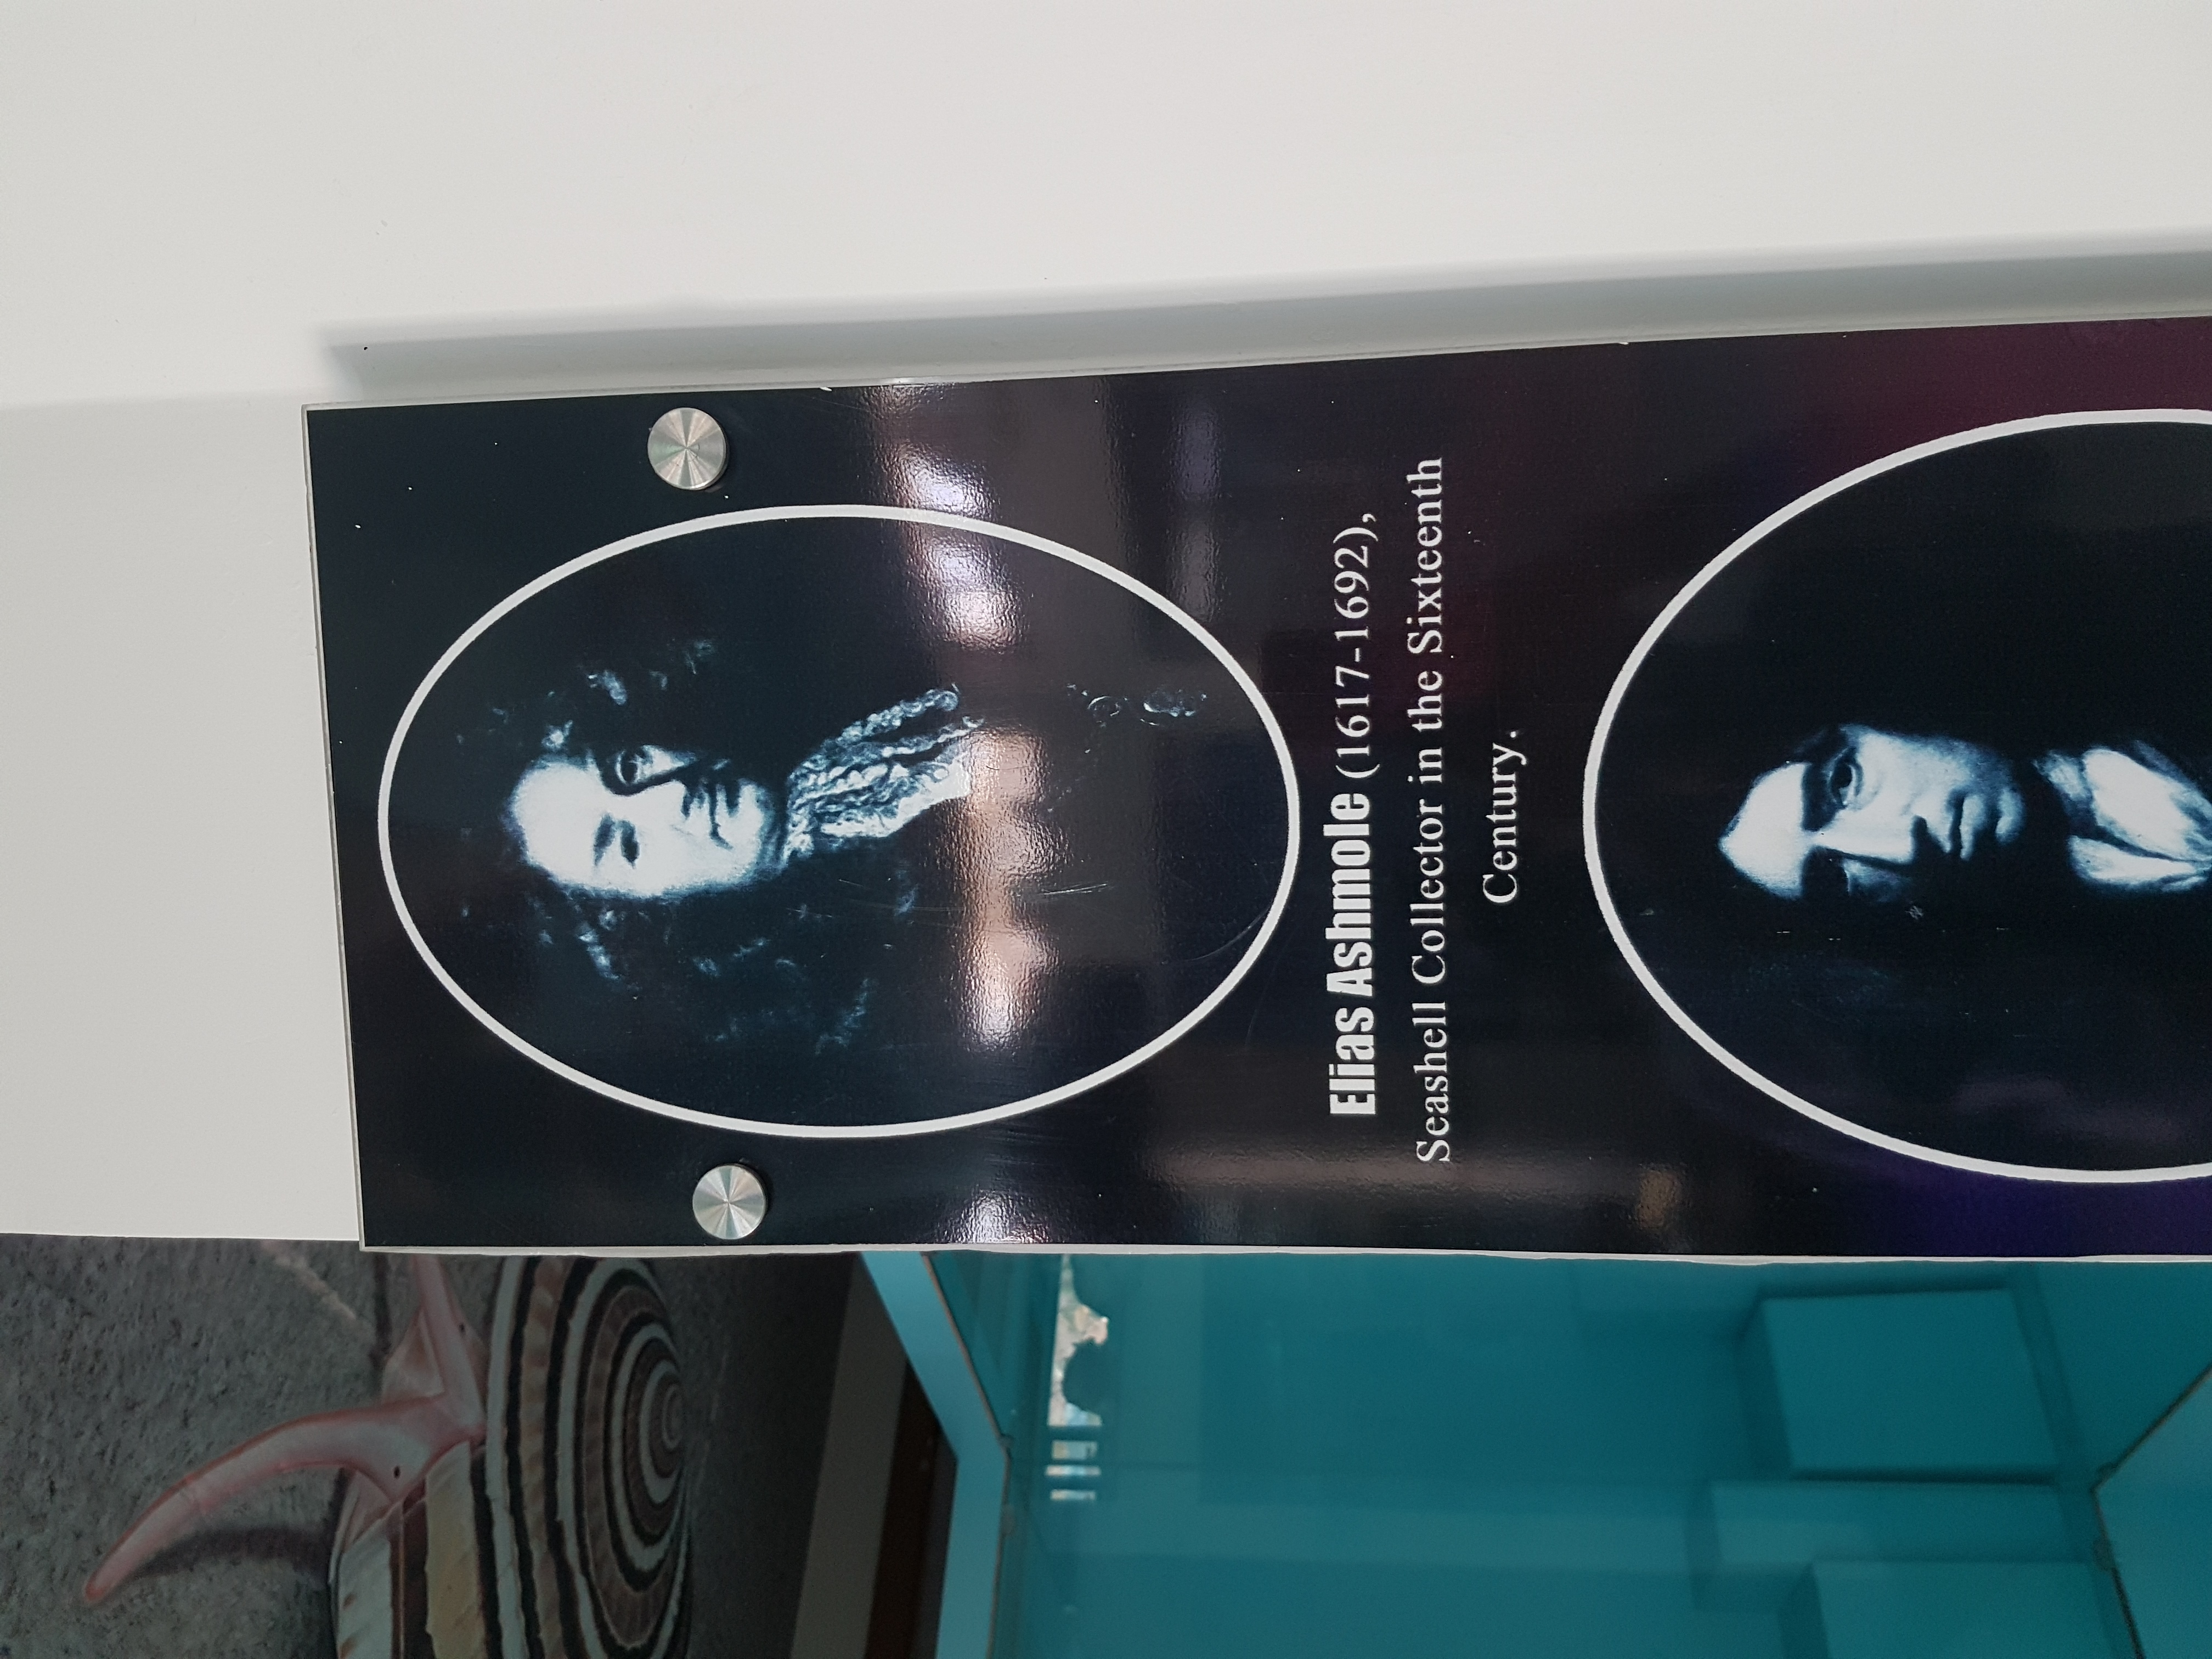 Elias Ashmole (1617-1692),
Seashell Collector in the Sixteenth
Century.